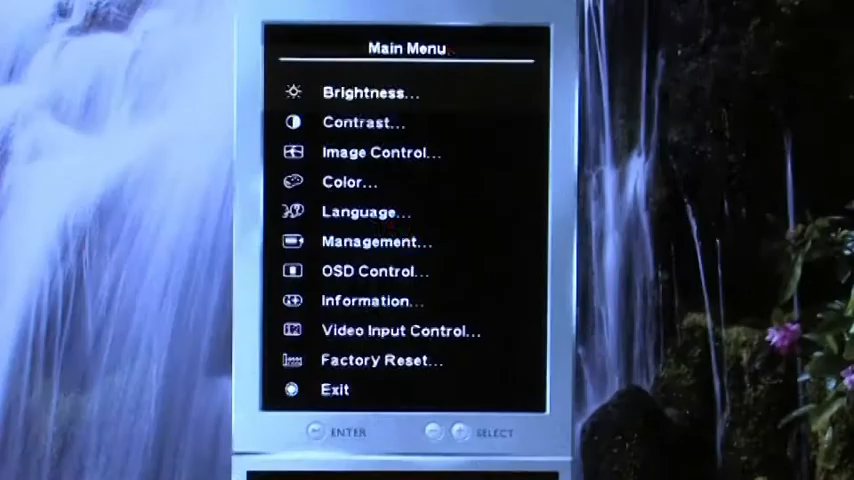 Main Menu
Brightness...
Contrast...
Image Control...
Color...
Language...
Management...
OSD Control...
Information...
Video Input Control...
Factory Reset...
Exit
ENTER
SELECT